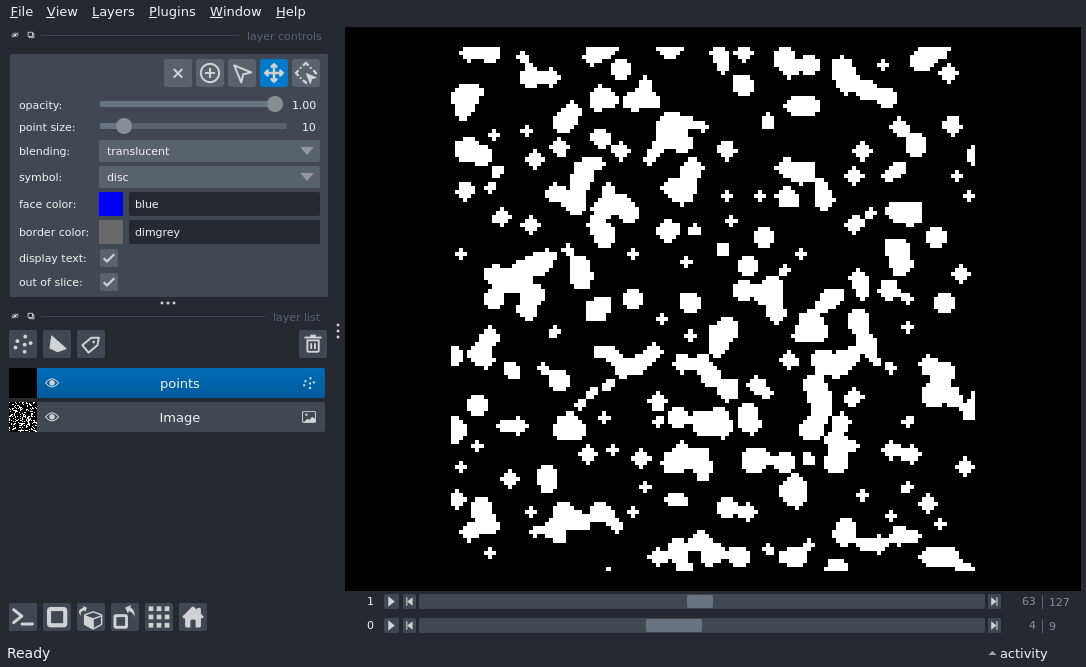 File View Layers Plugins Window Help
layer controls
opacity: 1.00
point size: 10
blending: translucent
symbol: disc
face color: blue
border color: dimgrey
display text:
out of slice:
layer list
points
Image
1 63 127
0 4 9
Ready activity